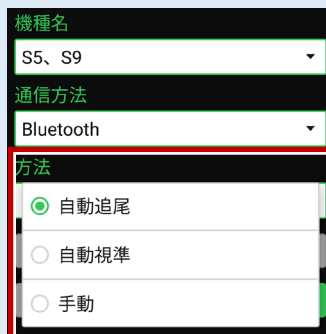 機種名
S5、S9
通信方法
Bluetooth
方法
自動追尾
自動視準
手動